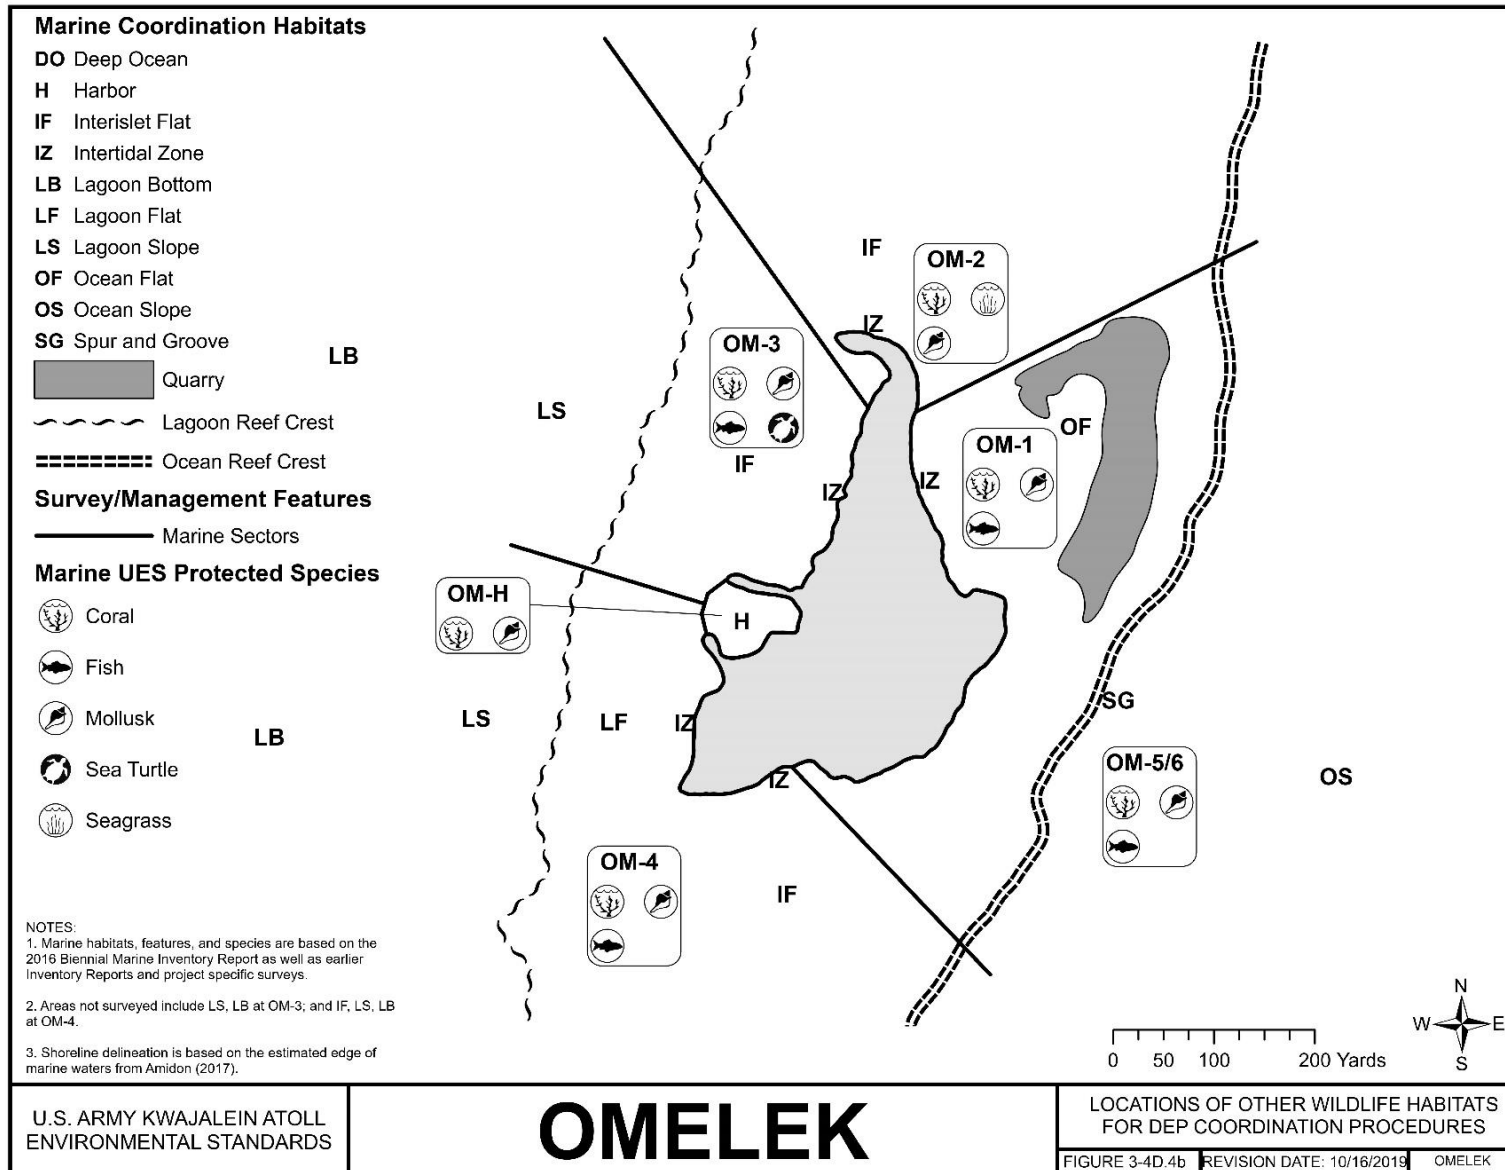 Marine Coordination Habitats
DO Deep Ocean
H Harbor
IF Interislet Flat
IZ Intertidal Zone
LB Lagoon Bottom
LF Lagoon Flat
LS Lagoon Slope
OF Ocean Flat
OS Ocean Slope
SG Spur and Groove
Quarry
Lagoon Reef Crest
Ocean Reef Crest
Survey/Management Features
Marine Sectors
Marine UES Protected Species
Coral
Fish
Mollusk
Sea Turtle
Seagrass
NOTES:
1. Marine habitats, features, and species are based on the
2016 Biennial Marine Inventory Report as well as earlier
Inventory Reports and project specific surveys.
2. Areas not surveyed include LS, LB at OM-3; and IF, LS, LB
at OM-4.
3. Shoreline delineation is based on the estimated edge of
marine waters from Amidon (2017).
IF
OM-2
IZ
OM-3
LB
LS
OF
OM-1
IF
IZ
IZ
OM-H
H
SG
LS
LF
IZ
LB
IZ
OM-5/6
OS
OM-4
IF
N
W E
S
0 50 100 200 Yards
U.S. ARMY KWAJALEIN ATOLL
ENVIRONMENTAL STANDARDS
OMELEK
LOCATIONS OF OTHER WILDLIFE HABITATS
FOR DEP COORDINATION PROCEDURES
FIGURE 3-4D.4b REVISION DATE: 10/16/2019 OMELEK